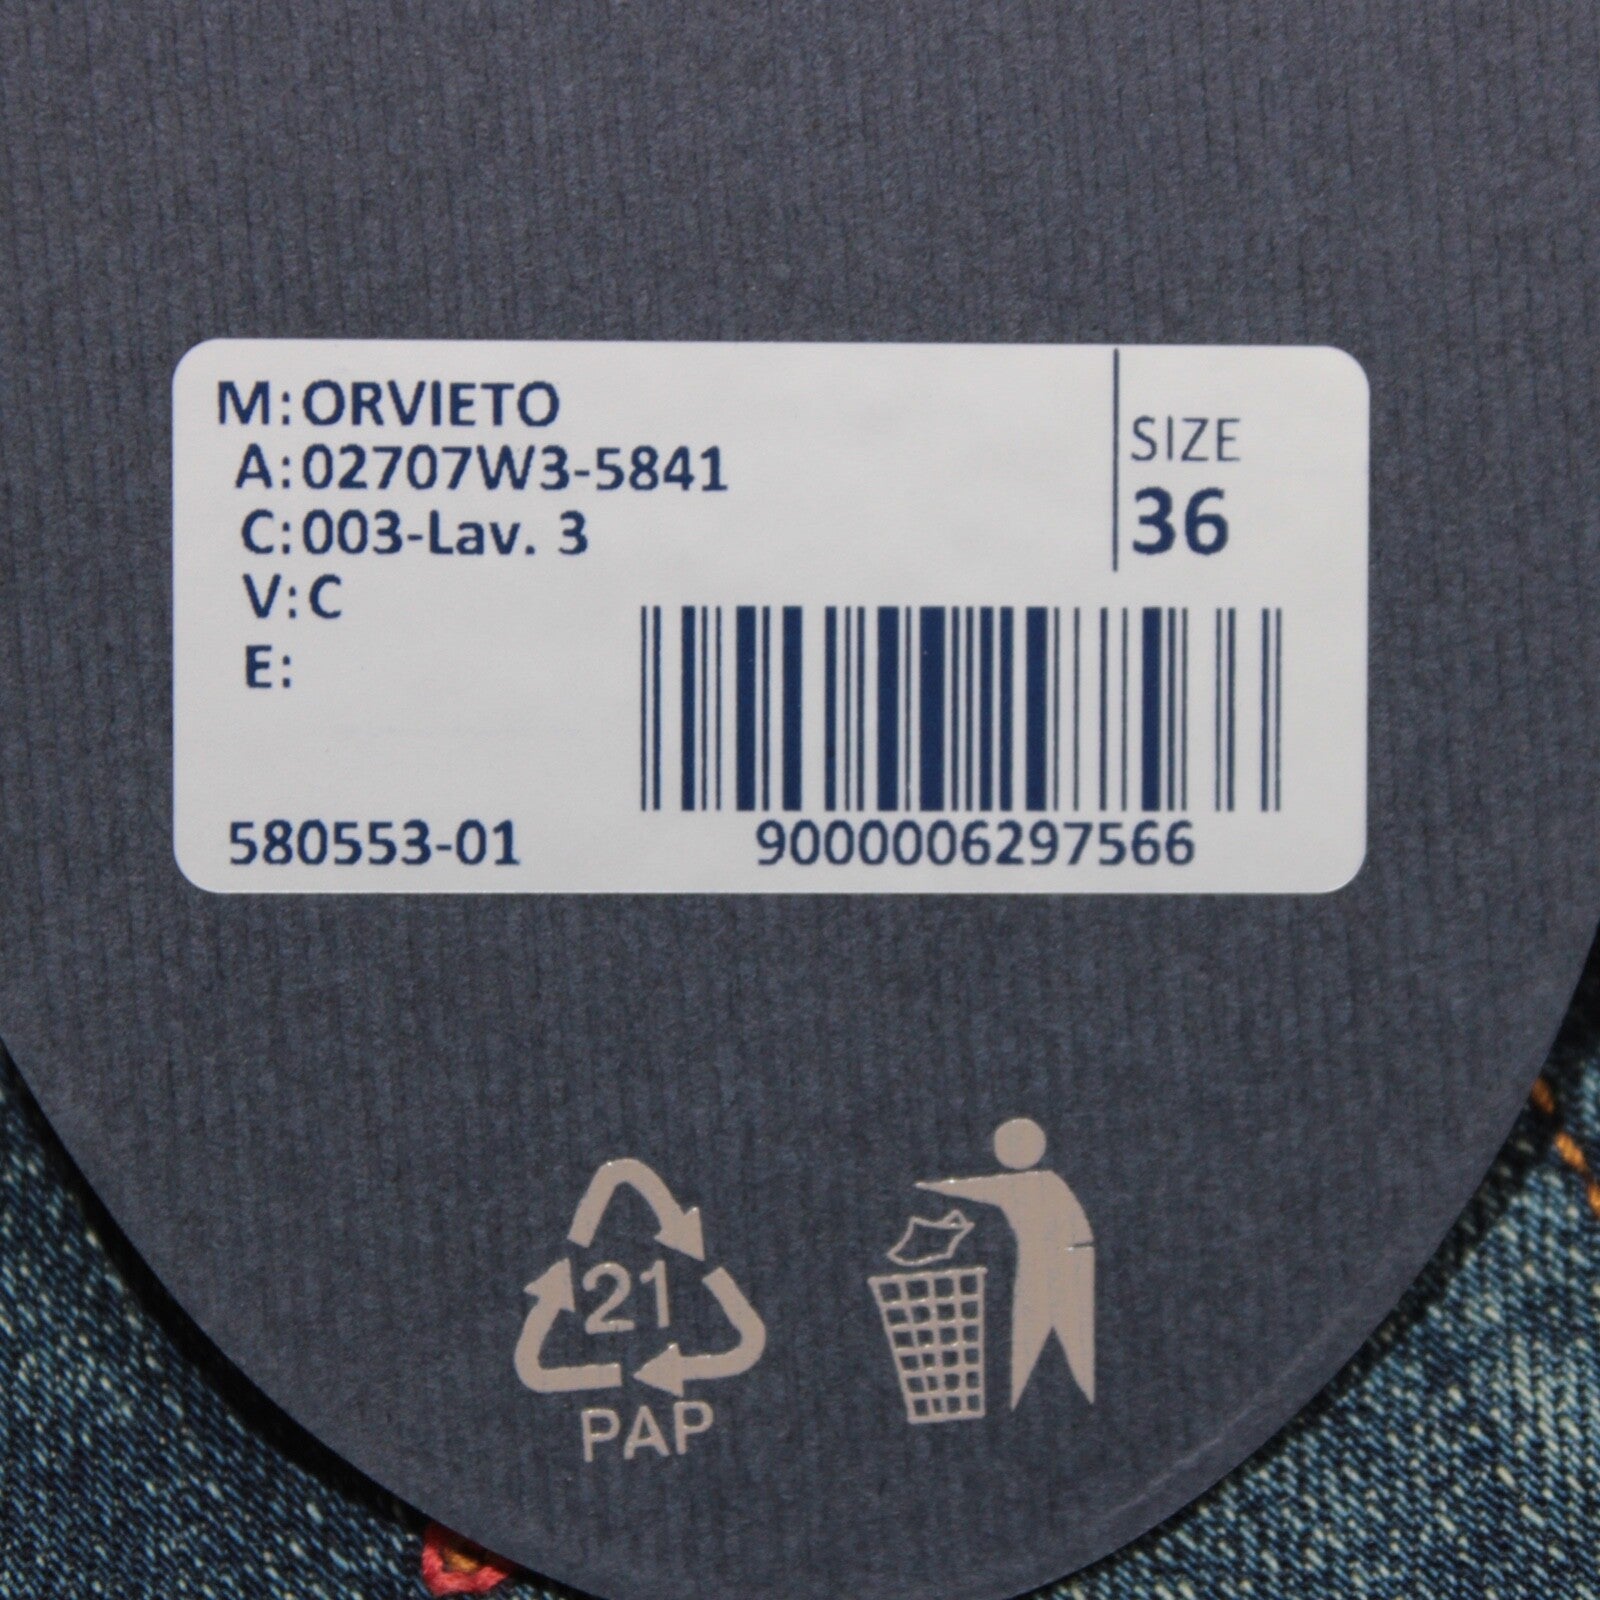 M: ORVIETO
A: 02707W3-5841
C: 003-Lav. 3
V: C
E:
SIZE
36
580553-01
9000006297566
21
PAP